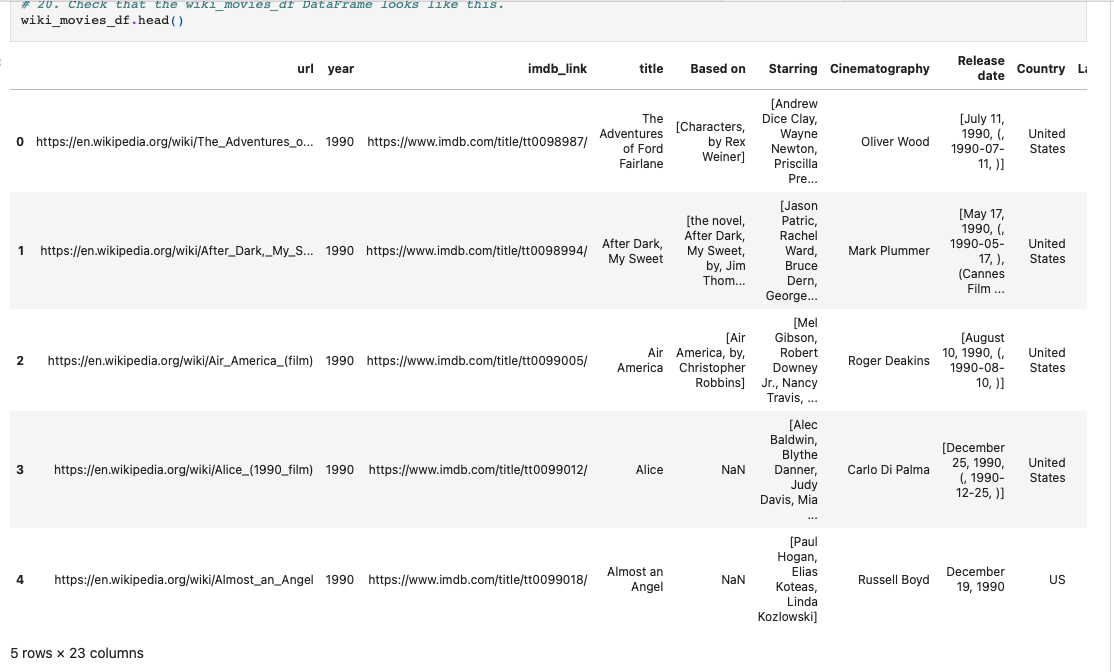 # 20. Check that the wiki_movies_df DataFrame looks like this.
wiki_movies_df.head()
url year imdb_link title Based on Starring Cinematography Release date Country La
0 https://en.wikipedia.org/wiki/The_Adventures_o... 1990 https://www.imdb.com/title/tt0098987/ The Adventures of Ford Fairlane [Characters, by Rex Weiner] [Andrew Dice Clay, Wayne Newton, Priscilla Pre... Oliver Wood [July 11, 1990, (, 1990-07-11, )] United States
1 https://en.wikipedia.org/wiki/After_Dark,_My_S... 1990 https://www.imdb.com/title/tt0098994/ After Dark, My Sweet [the novel, After Dark, My Sweet, by, Jim Thom... [Jason Patric, Rachel Ward, Bruce Dern, George... Mark Plummer [May 17, 1990, (, 1990-05-17, ), (Cannes Film ... United States
2 https://en.wikipedia.org/wiki/Air_America_(film) 1990 https://www.imdb.com/title/tt0099005/ Air America [Air America, by, Christopher Robbins] [Mel Gibson, Robert Downey Jr., Nancy Travis, ... Roger Deakins [August 10, 1990, (, 1990-08-10, )] United States
3 https://en.wikipedia.org/wiki/Alice_(1990_film) 1990 https://www.imdb.com/title/tt0099012/ Alice NaN [Alec Baldwin, Blythe Danner, Judy Davis, Mia ... Carlo Di Palma [December 25, 1990, (, 1990-12-25, )] United States
4 https://en.wikipedia.org/wiki/Almost_an_Angel 1990 https://www.imdb.com/title/tt0099018/ Almost an Angel NaN [Paul Hogan, Elias Koteas, Linda Kozlowski] Russell Boyd December 19, 1990 US
5 rows × 23 columns